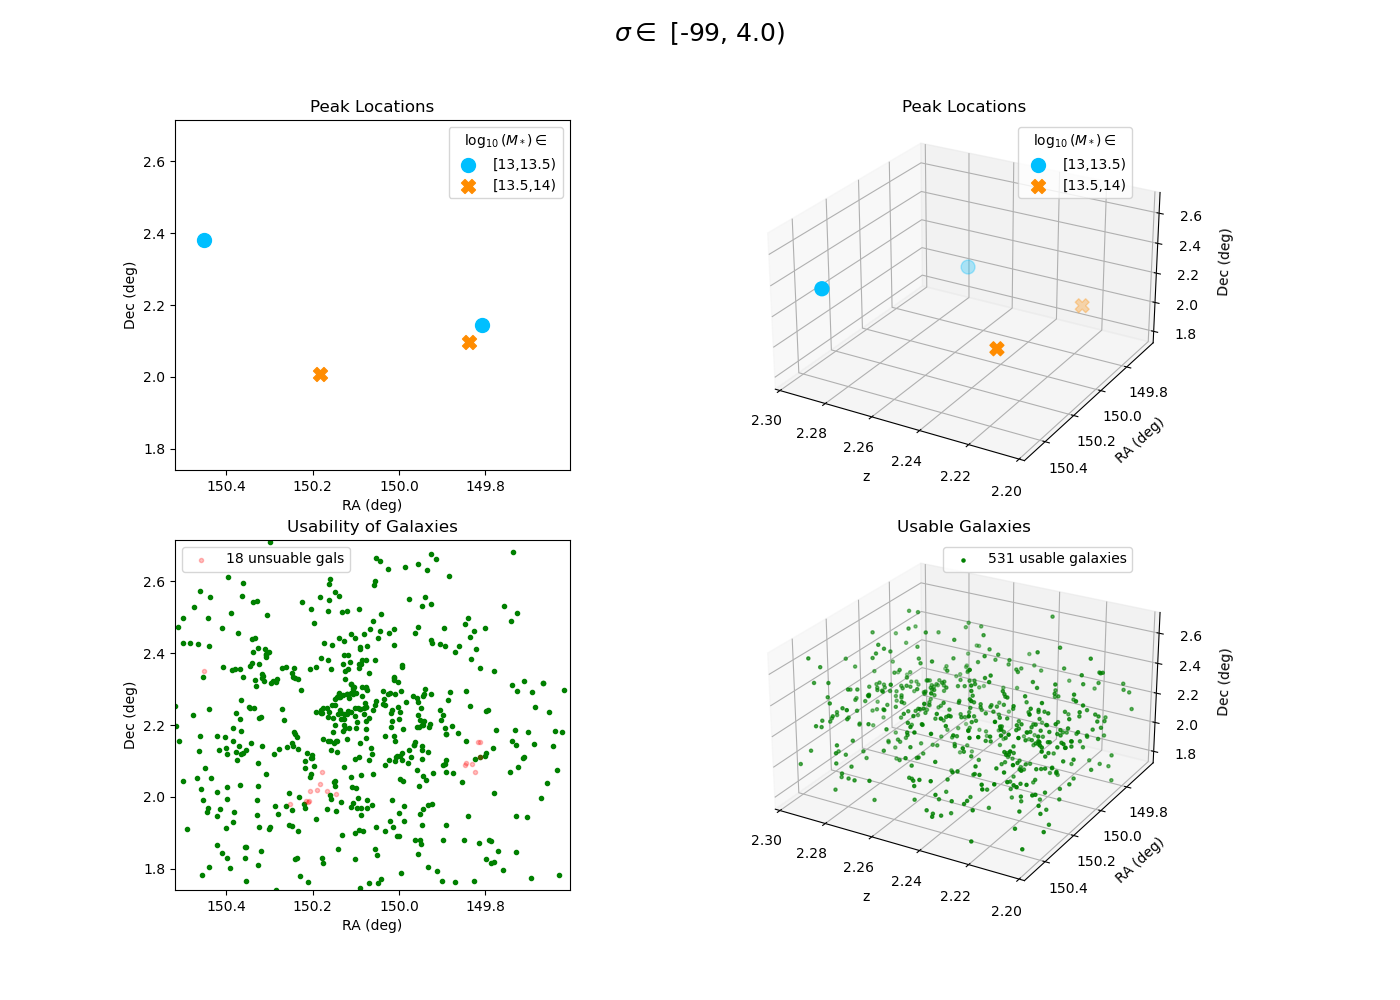 σ ∈ [-99, 4.0)
Peak Locations
log₁₀(M*) ∈
[13,13.5)
[13.5,14)
2.6
2.4
2.2
2.0
1.8
Dec (deg)
150.4 150.2 150.0 149.8
RA (deg)
Peak Locations
log₁₀(M*) ∈
[13,13.5)
[13.5,14)
2.6
2.4
2.2
2.0
1.8
Dec (deg)
149.8
150.0
150.2
150.4
RA (deg)
2.30
2.28
2.26
2.24
2.22
2.20
z
Usability of Galaxies
18 unsuable gals
2.6
2.4
2.2
2.0
1.8
Dec (deg)
150.4 150.2 150.0 149.8
RA (deg)
Usable Galaxies
531 usable galaxies
2.6
2.4
2.2
2.0
1.8
Dec (deg)
149.8
150.0
150.2
150.4
RA (deg)
2.30
2.28
2.26
2.24
2.22
2.20
z